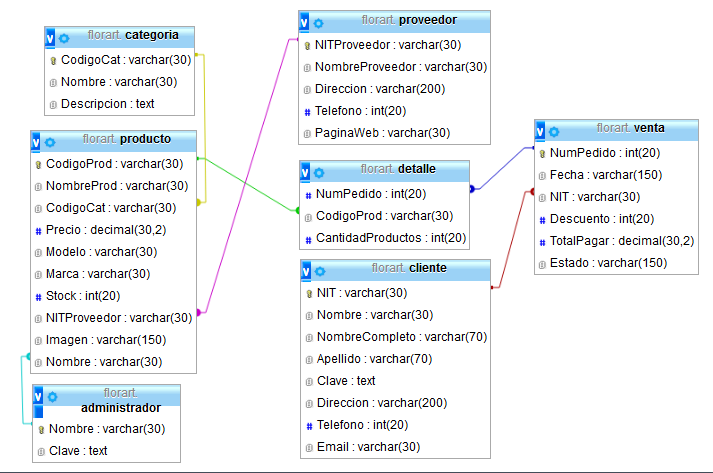 florart categoria
CodigoCat : varchar(30)
Nombre : varchar(30)
Descripcion : text
florart producto
CodigoProd : varchar(30)
NombreProd : varchar(30)
CodigoCat : varchar(30)
# Precio : decimal(30,2)
Modelo : varchar(30)
Marca : varchar(30)
# Stock : int(20)
NITProveedor : varchar(30)
Imagen : varchar(150)
Nombre : varchar(30)
florart
administrador
Nombre : varchar(30)
Clave : text
florart proveedor
NITProveedor : varchar(30)
NombreProveedor : varchar(30)
Direccion : varchar(200)
# Telefono : int(20)
PaginaWeb : varchar(30)
florart detalle
# NumPedido : int(20)
CodigoProd : varchar(30)
# CantidadProductos : int(20)
florart cliente
NIT : varchar(30)
Nombre : varchar(30)
NombreCompleto : varchar(70)
Apellido : varchar(70)
Clave : text
Direccion : varchar(200)
# Telefono : int(20)
Email : varchar(30)
florart venta
NumPedido : int(20)
Fecha : varchar(150)
NIT : varchar(30)
# Descuento : int(20)
# TotalPagar : decimal(30,2)
Estado : varchar(150)